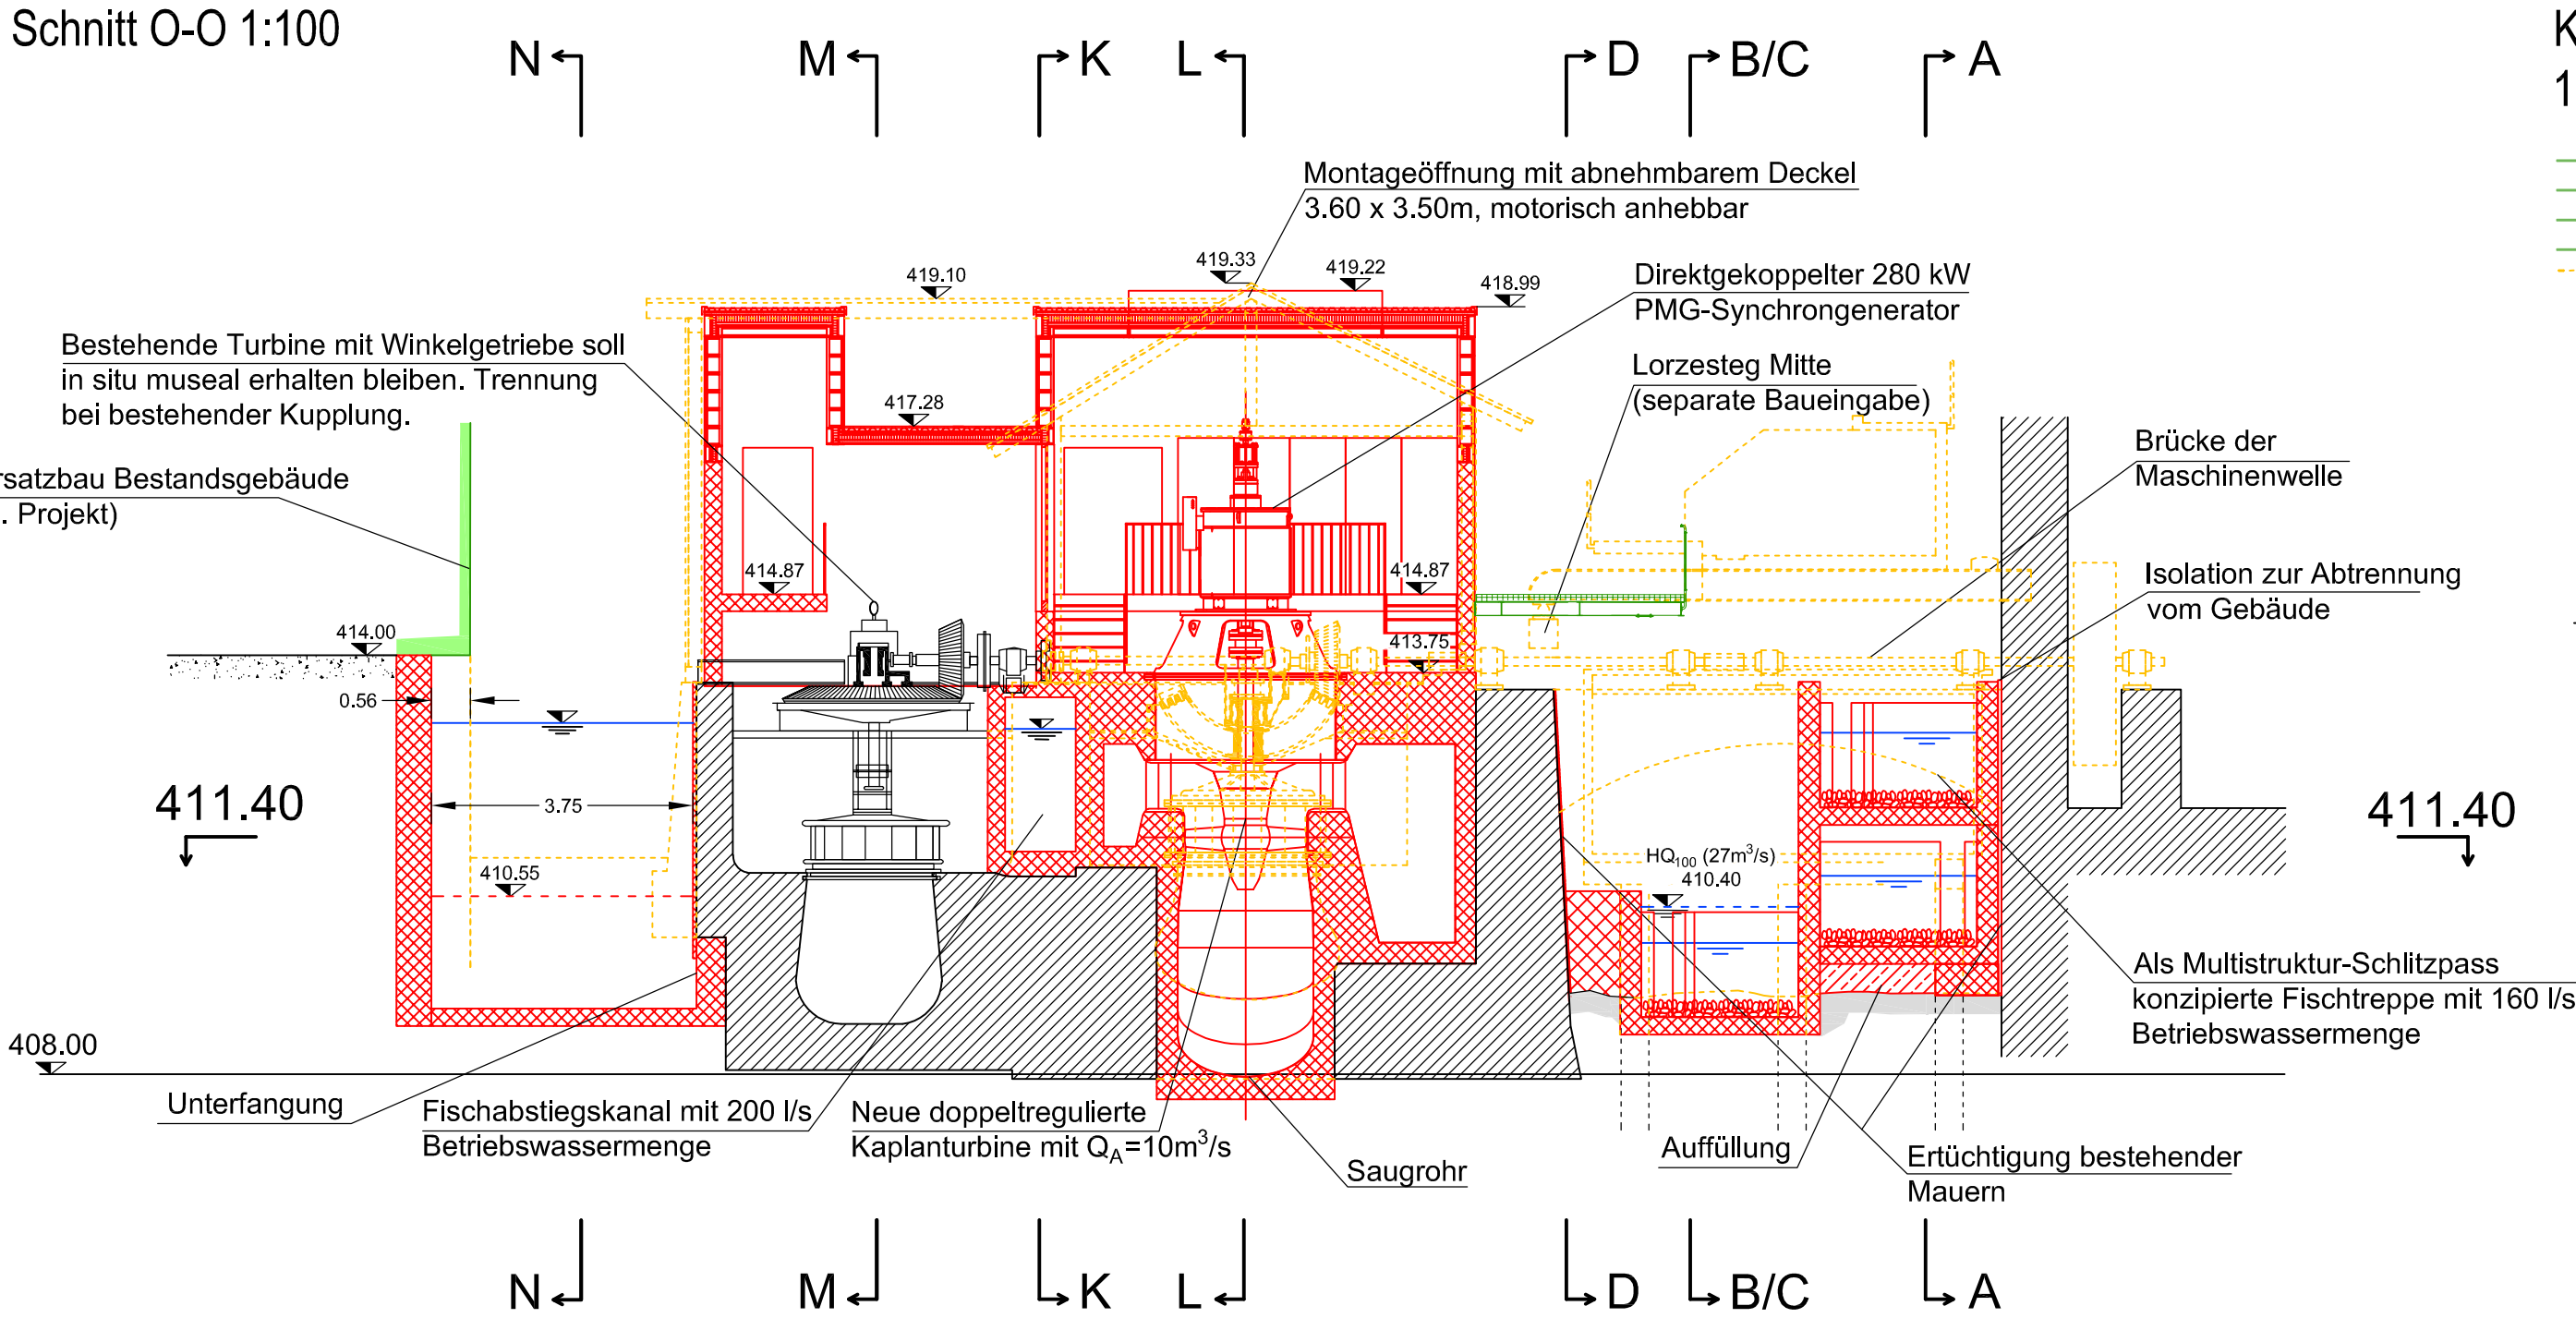 Schnitt O-O 1:100
K
1
N
M
K
L
D
B/C
A
Montageöffnung mit abnehmbarem Deckel
3.60 x 3.50m, motorisch anhebbar
419.10
419.33
419.22
418.99
Direktgekoppelter 280 kW
PMG-Synchrongenerator
Bestehende Turbine mit Winkelgetriebe soll
in situ museal erhalten bleiben. Trennung
bei bestehender Kupplung.
Lorzesteg Mitte
(separate Baueingabe)
417.28
Brücke der
Maschinenwelle
rsatzbau Bestandsgebäude
. Projekt)
414.87
414.87
Isolation zur Abtrennung
vom Gebäude
414.00
413.75
0.56
411.40
3.75
411.40
HQ100 (27m³/s)
410.40
410.55
Als Multistruktur-Schlitzpass
konzipierte Fischtreppe mit 160 l/s
Betriebswassermenge
408.00
Unterfangung
Fischabstiegskanal mit 200 l/s
Betriebswassermenge
Neue doppeltregulierte
Kaplanturbine mit QA=10m³/s
Saugrohr
Auffüllung
Ertüchtigung bestehender
Mauern
N
M
K
L
D
B/C
A